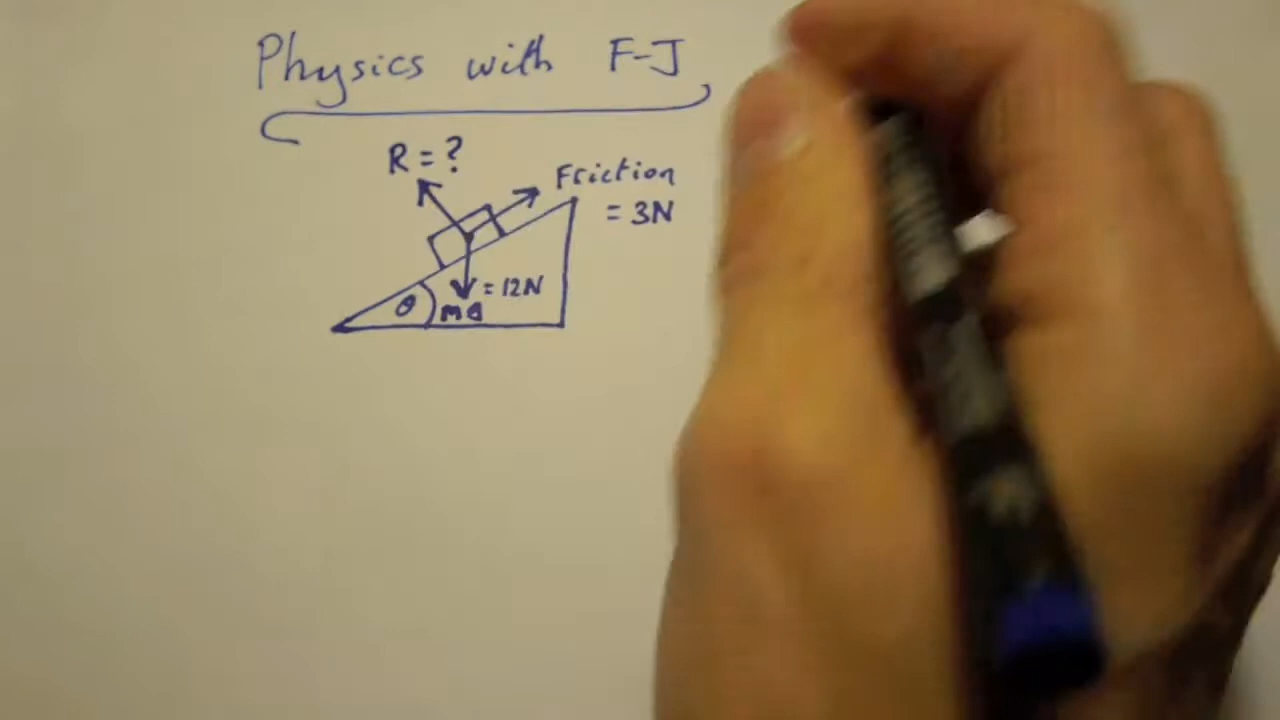 Physics with F-J
R = ?
Friction
= 3N
= 12N
θ
mg